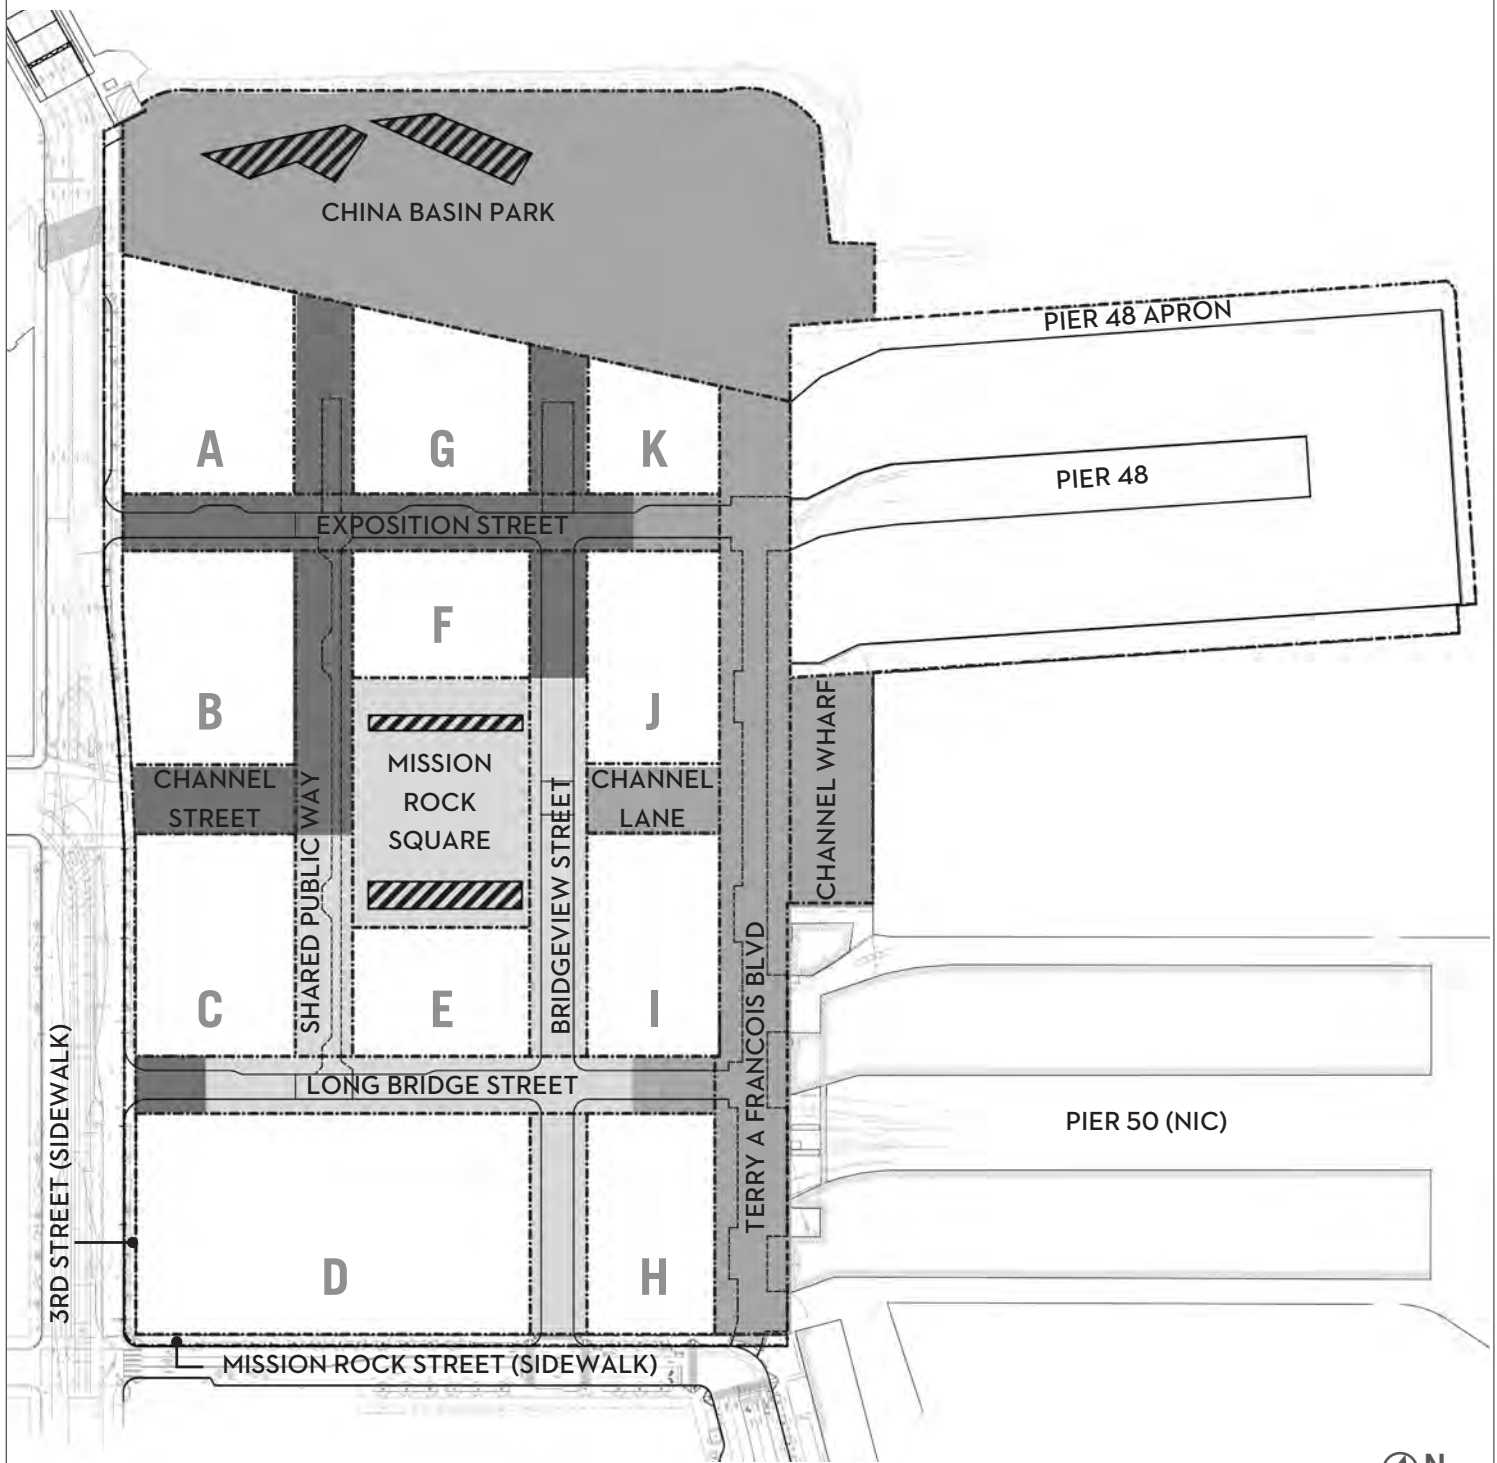 CHINA BASIN PARK
PIER 48 APRON
A
G
K
PIER 48
EXPOSITION STREET
F
B
J
CHANNEL
STREET
SHARED PUBLIC WAY
MISSION
ROCK
SQUARE
BRIDGEVIEW STREET
CHANNEL
LANE
CHANNEL WHARF
C
E
I
TERRY A FRANCOIS BLVD
LONG BRIDGE STREET
PIER 50 (NIC)
3RD STREET (SIDEWALK)
D
H
MISSION ROCK STREET (SIDEWALK)
N